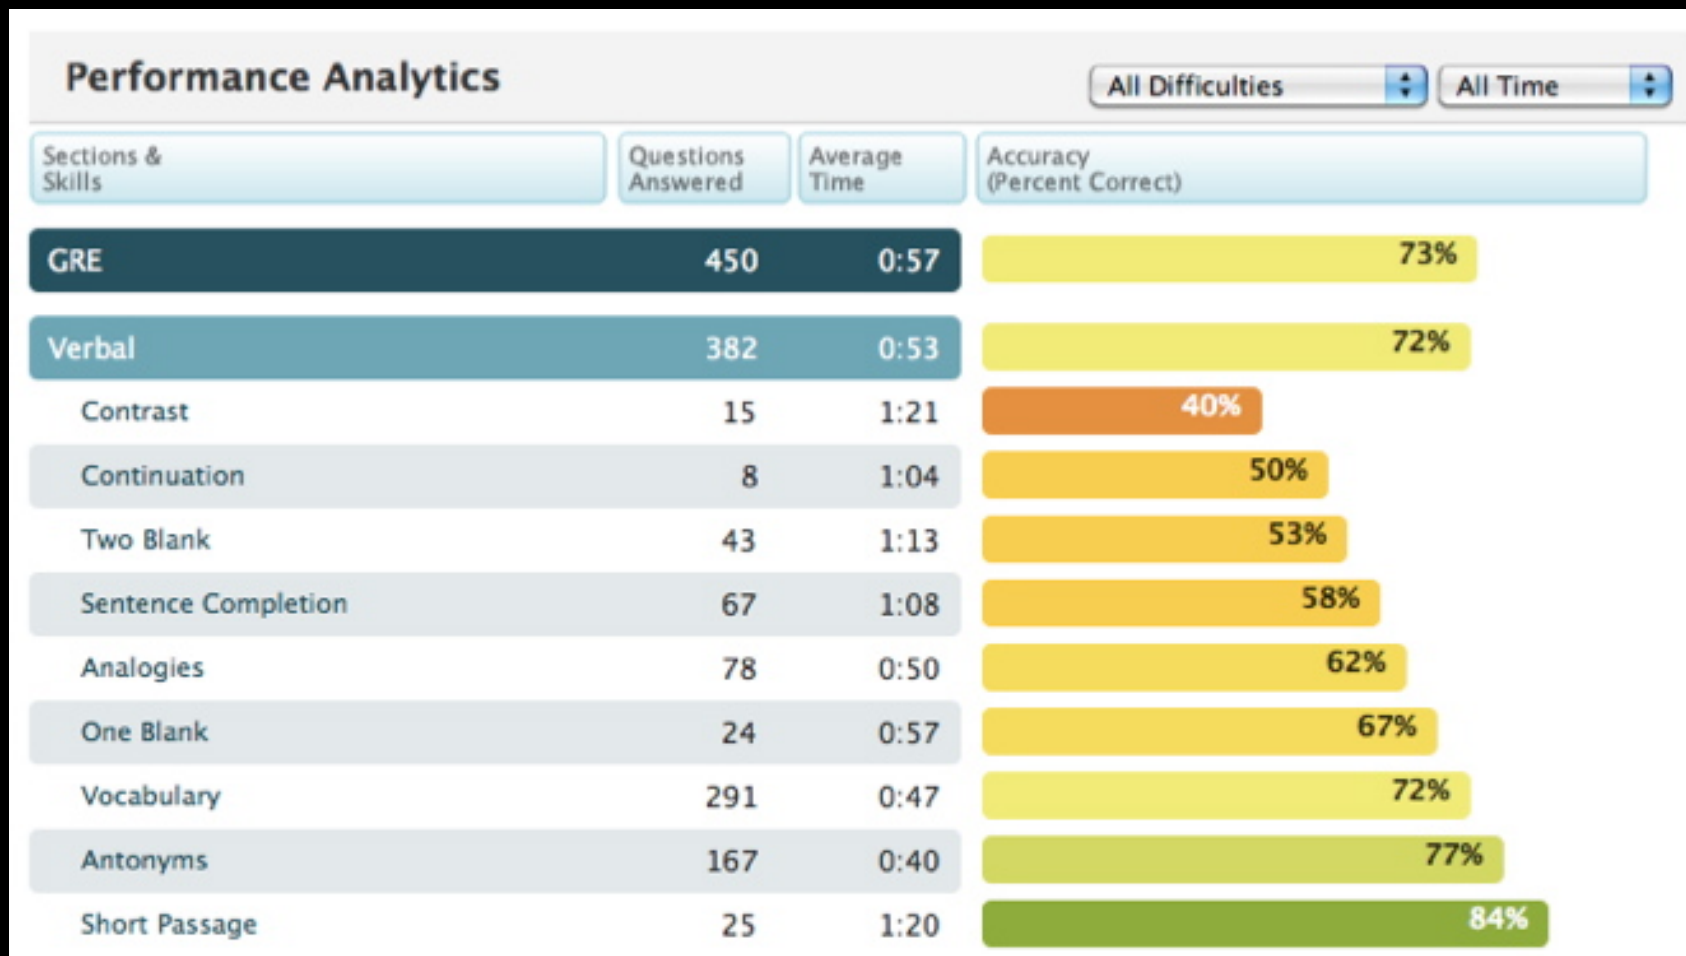 Performance Analytics All Difficulties All Time
Sections & Questions Average Accuracy
Skills Answered Time (Percent Correct)
GRE 450 0:57 73%
Verbal 382 0:53 72%
Contrast 15 1:21 40%
Continuation 8 1:04 50%
Two Blank 43 1:13 53%
Sentence Completion 67 1:08 58%
Analogies 78 0:50 62%
One Blank 24 0:57 67%
Vocabulary 291 0:47 72%
Antonyms 167 0:40 77%
Short Passage 25 1:20 84%